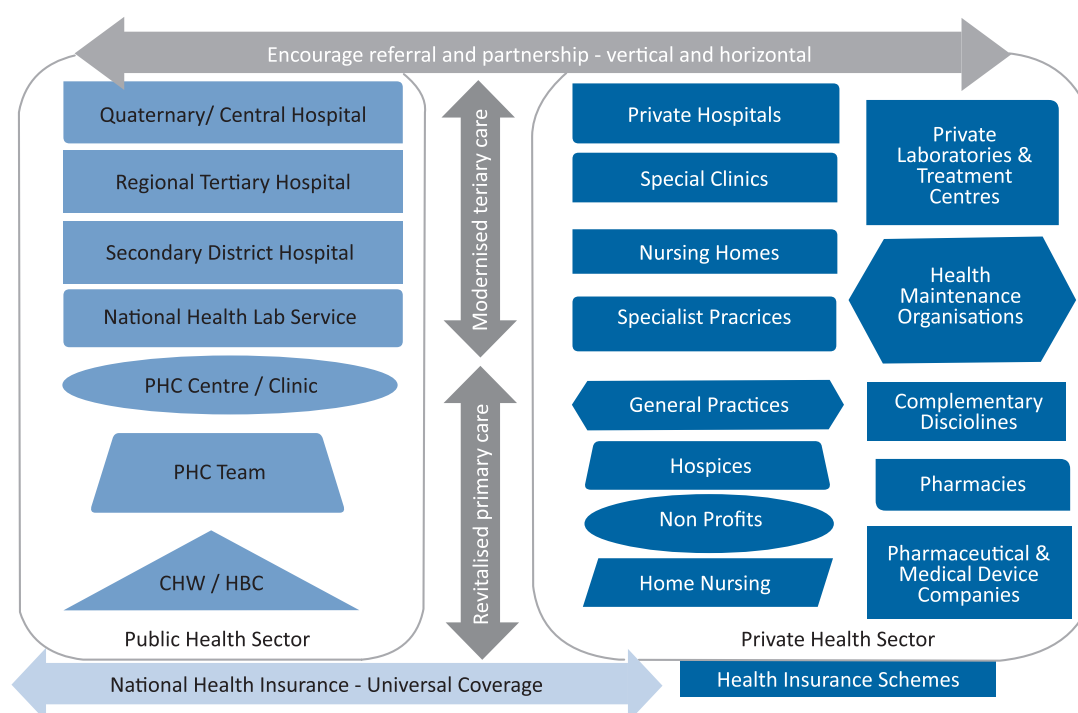 Encourage referral and partnership - vertical and horizontal
Quaternary/ Central Hospital
Regional Tertiary Hospital
Secondary District Hospital
National Health Lab Service
PHC Centre / Clinic
PHC Team
CHW / HBC
Public Health Sector
Modernised teriary care
Revitalised primary care
Private Hospitals
Special Clinics
Nursing Homes
Specialist Pracrices
General Practices
Hospices
Non Profits
Home Nursing
Private
Laboratories &
Treatment
Centres
Health
Maintenance
Organisations
Complementary
Disciolines
Pharmacies
Pharmaceutical &
Medical Device
Companies
Private Health Sector
National Health Insurance - Universal Coverage
Health Insurance Schemes